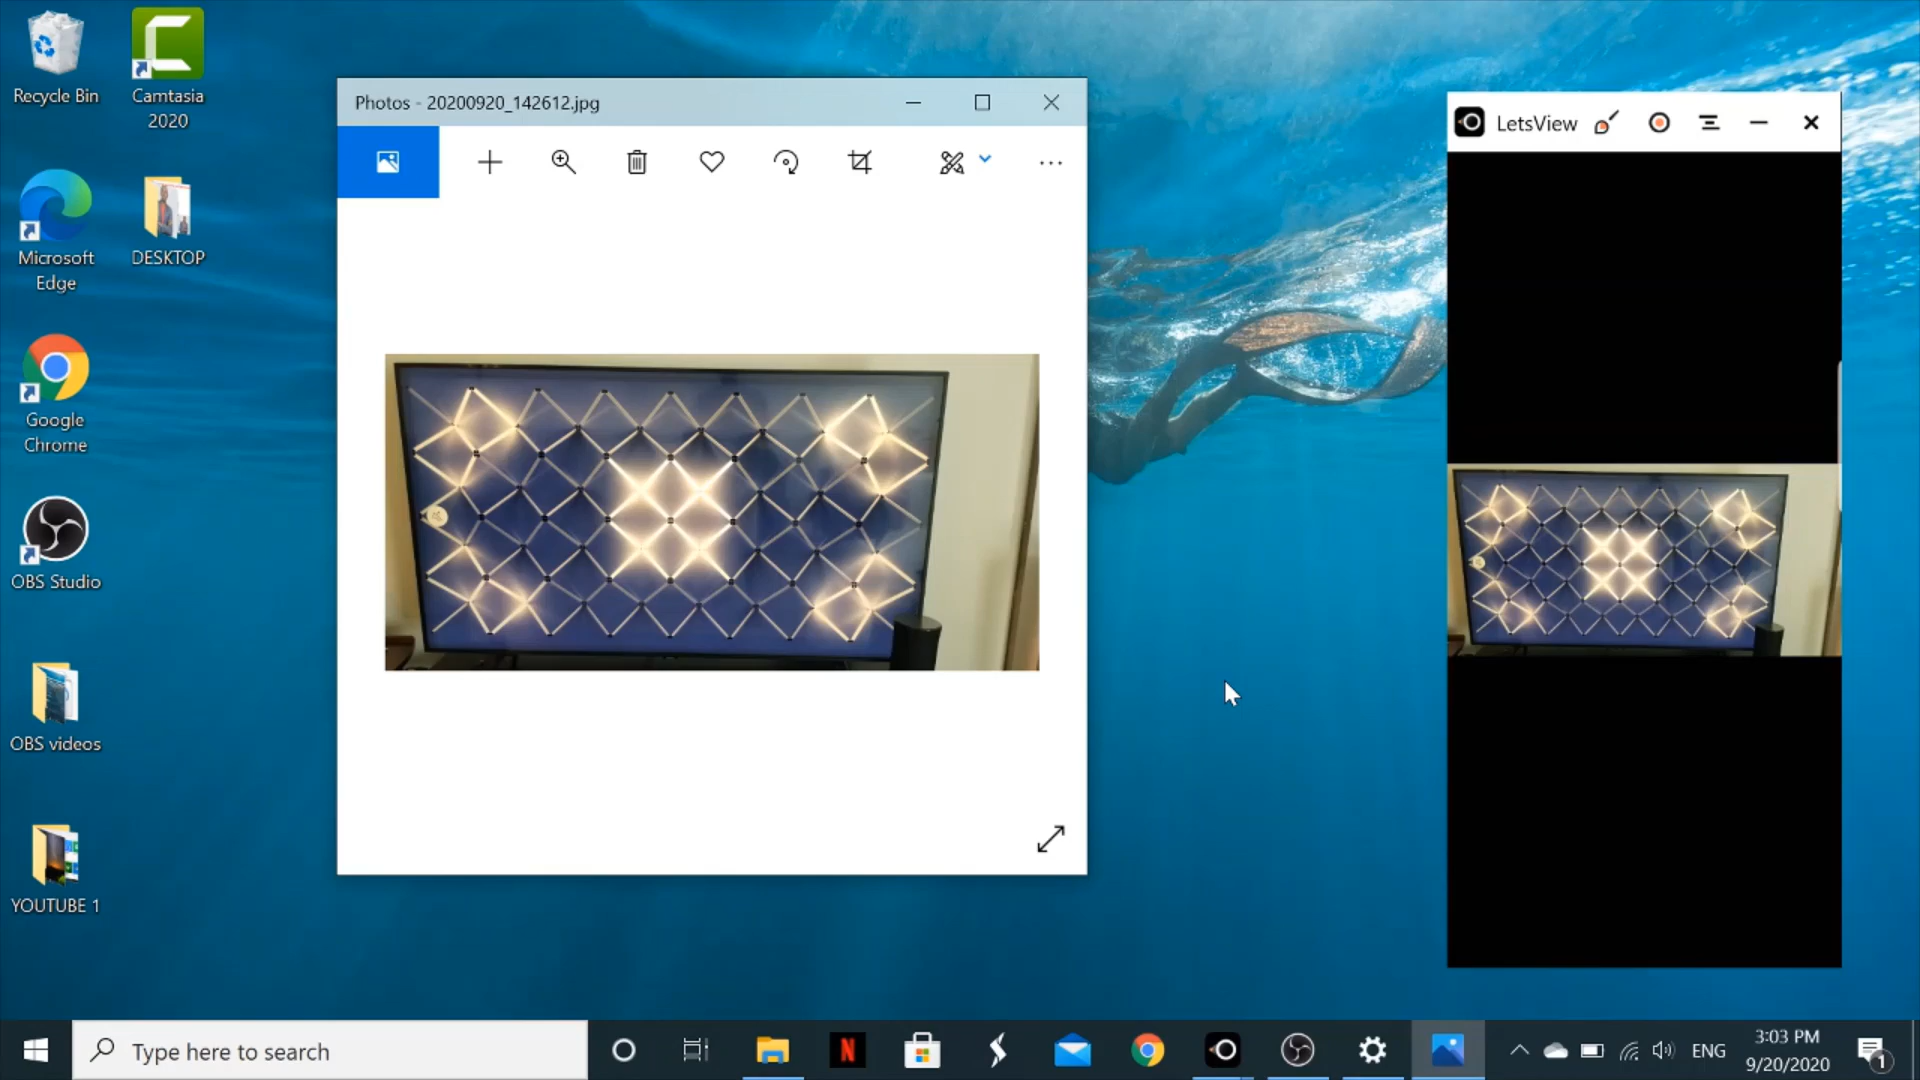 Recycle Bin
Camtasia
2020
Microsoft
Edge
DESKTOP
Google
Chrome
OBS Studio
OBS videos
YOUTUBE 1
Photos - 20200920_142612.jpg
LetsView
Type here to search
N
ENG
3:03 PM
9/20/2020
1